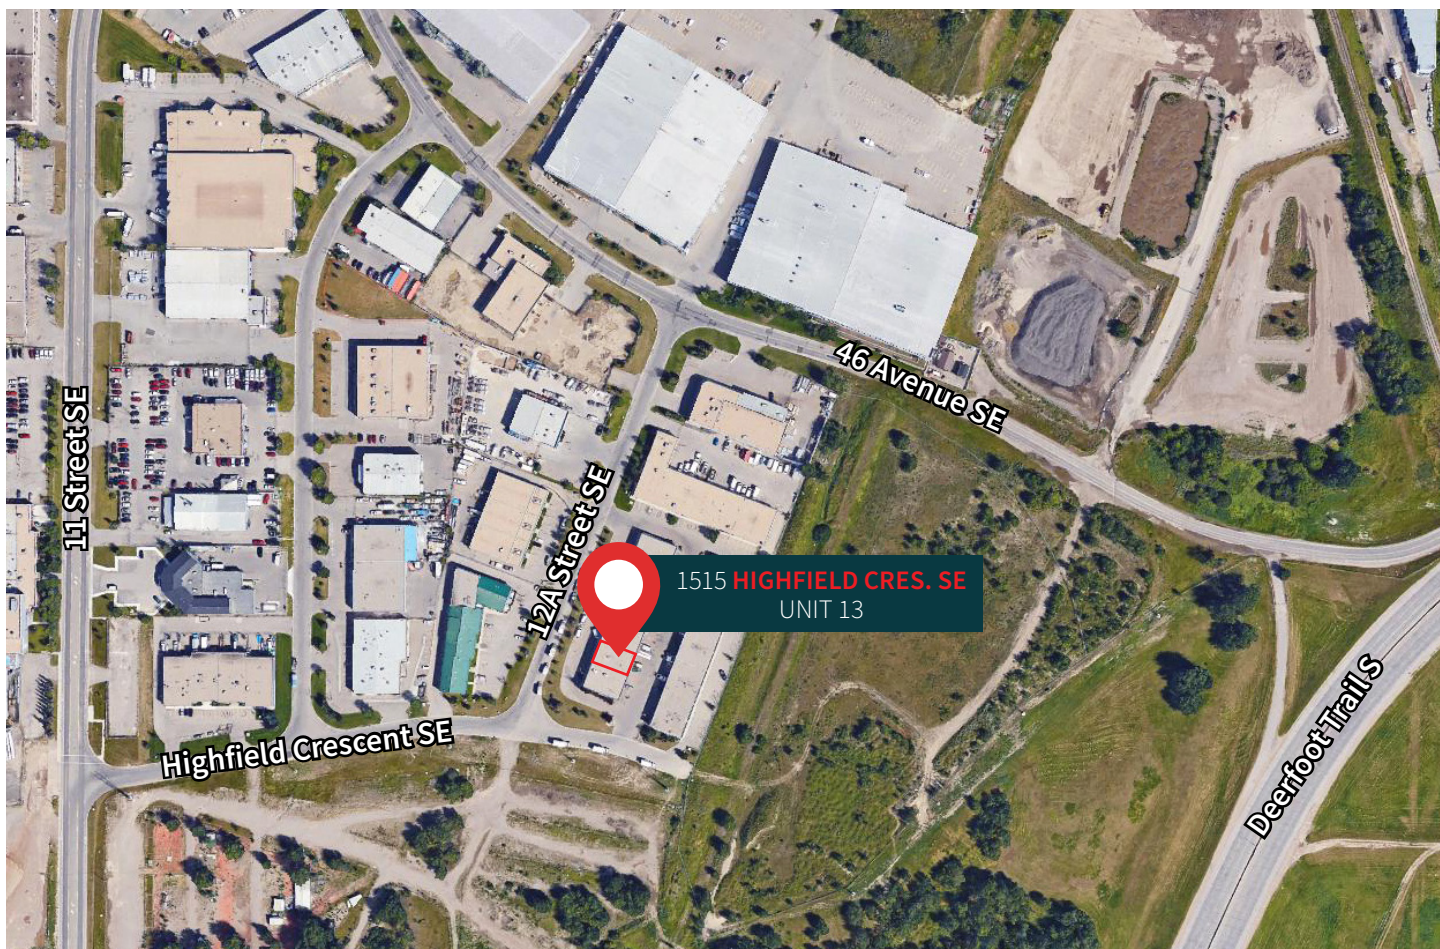 46 Avenue SE
11 Street SE
12A Street SE
1515 HIGHFIELD CRES. SE
UNIT 13
Highfield Crescent SE
Deerfoot Trail S